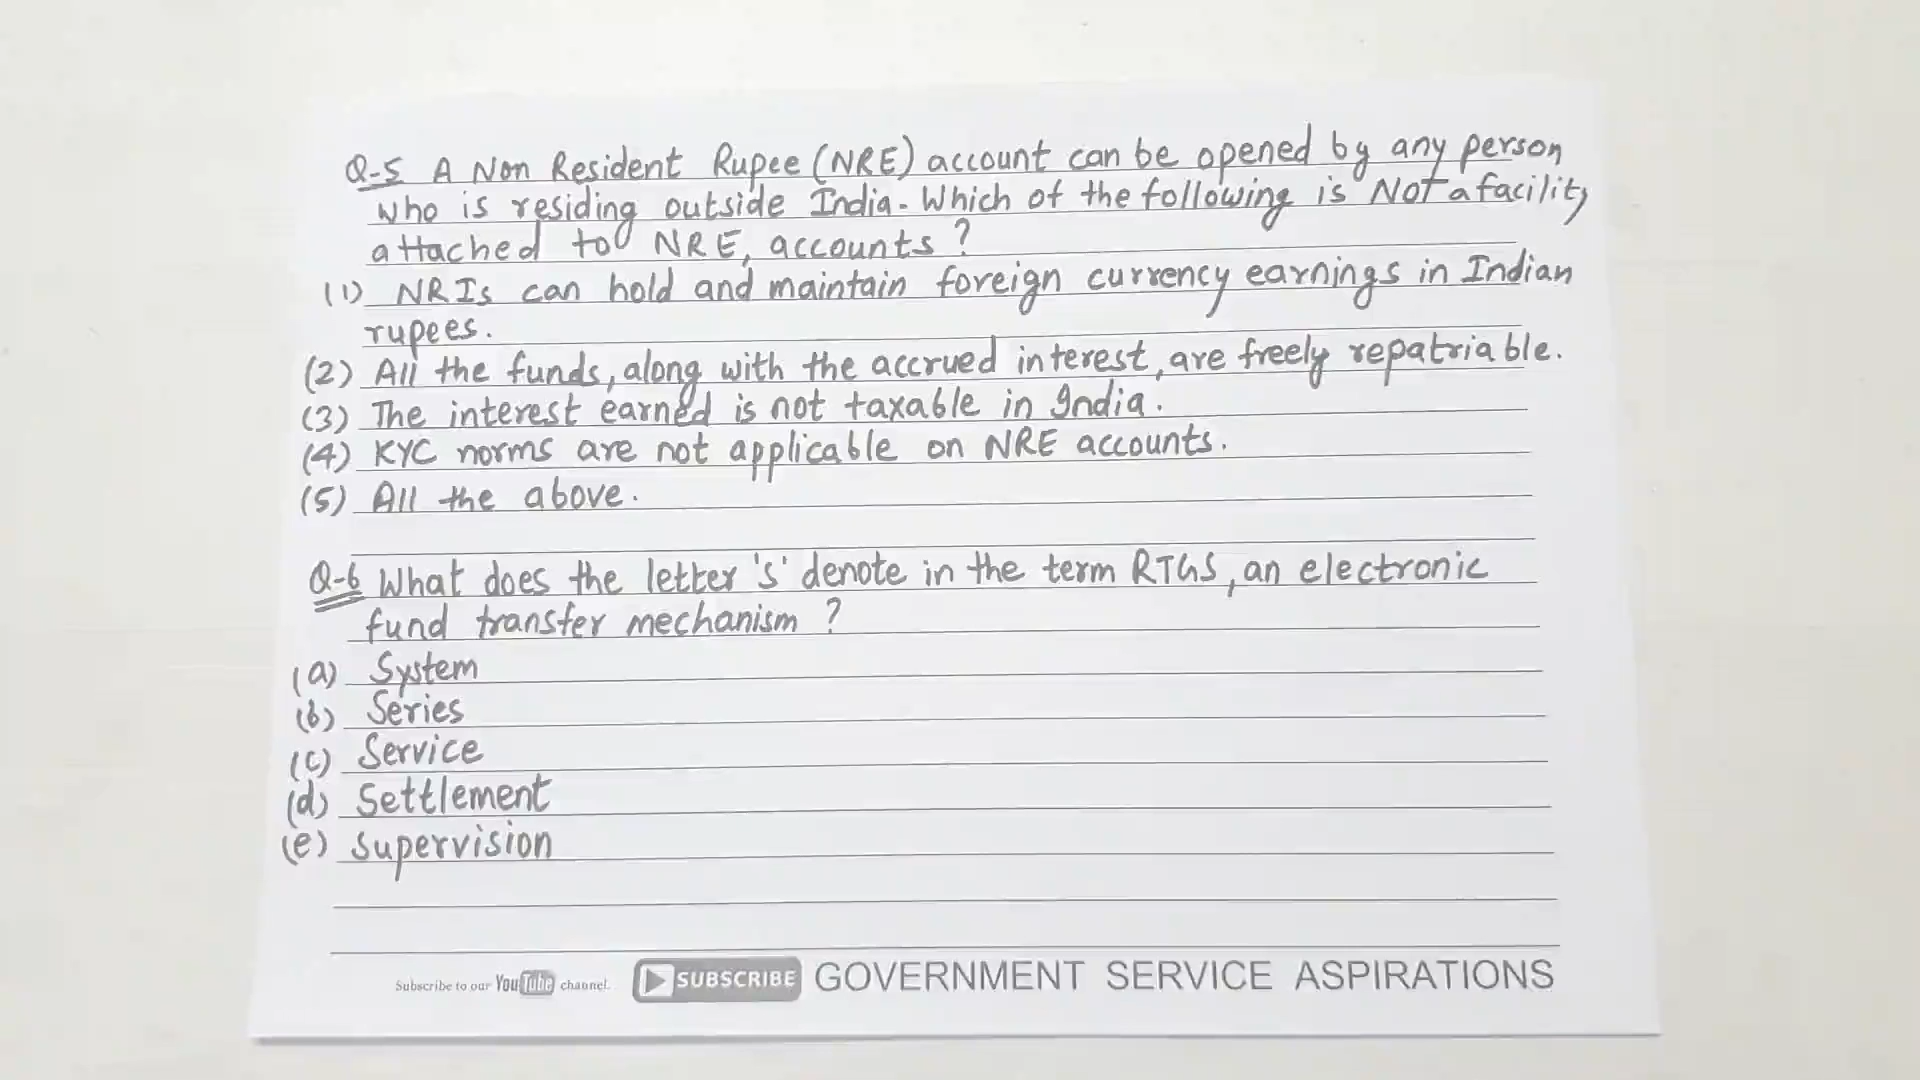 Q-5 A Non Resident Rupee (NRE) account can be opened by any person
who is residing outside India. Which of the following is NOT a facility
attached to NRE, accounts ?
(1) NRIs can hold and maintain foreign currency earnings in Indian
rupees.
(2) All the funds, along with the accrued interest, are freely repatriable.
(3) The interest earned is not taxable in India.
(4) KYC norms are not applicable on NRE accounts.
(5) All the above.
Q-6 What does the letter 'S' denote in the term RTGS, an electronic
fund transfer mechanism ?
(a) System
(b) Series
(c) Service
(d) Settlement
(e) Supervision
Subscribe to our YouTube channel. SUBSCRIBE GOVERNMENT SERVICE ASPIRATIONS